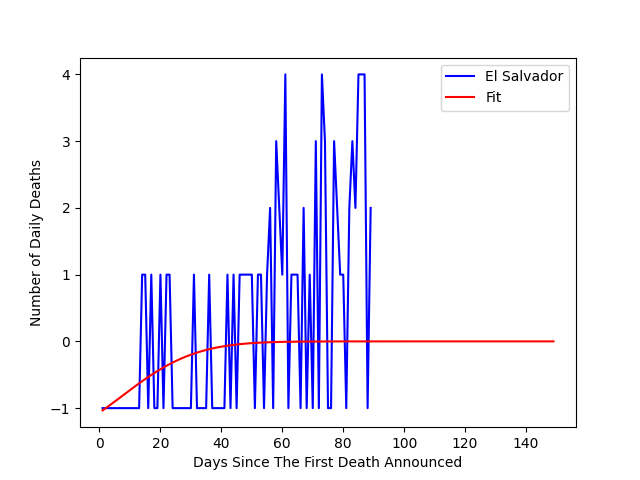 El Salvador
Fit
4
3
2
1
0
−1
Number of Daily Deaths
0 20 40 60 80 100 120 140
Days Since The First Death Announced